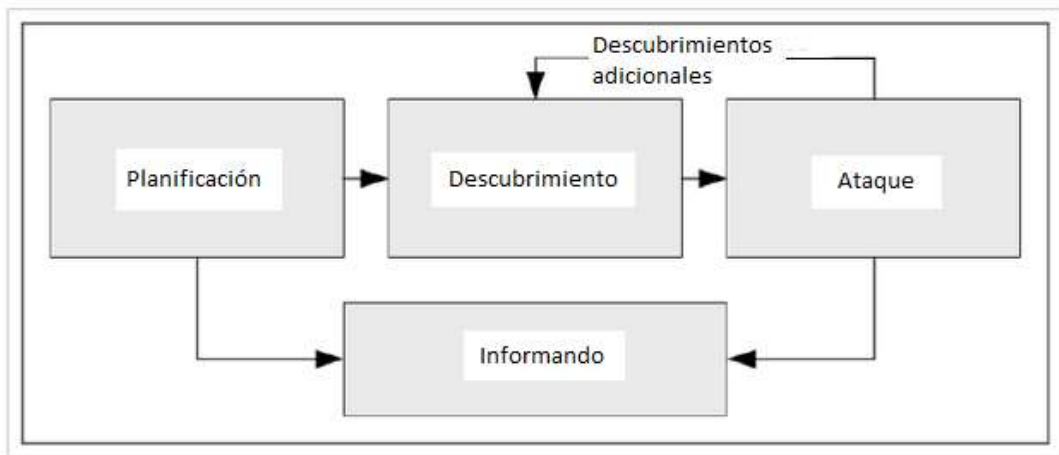 Descubrimientos
adicionales
Planificación
Descubrimiento
Ataque
Informando